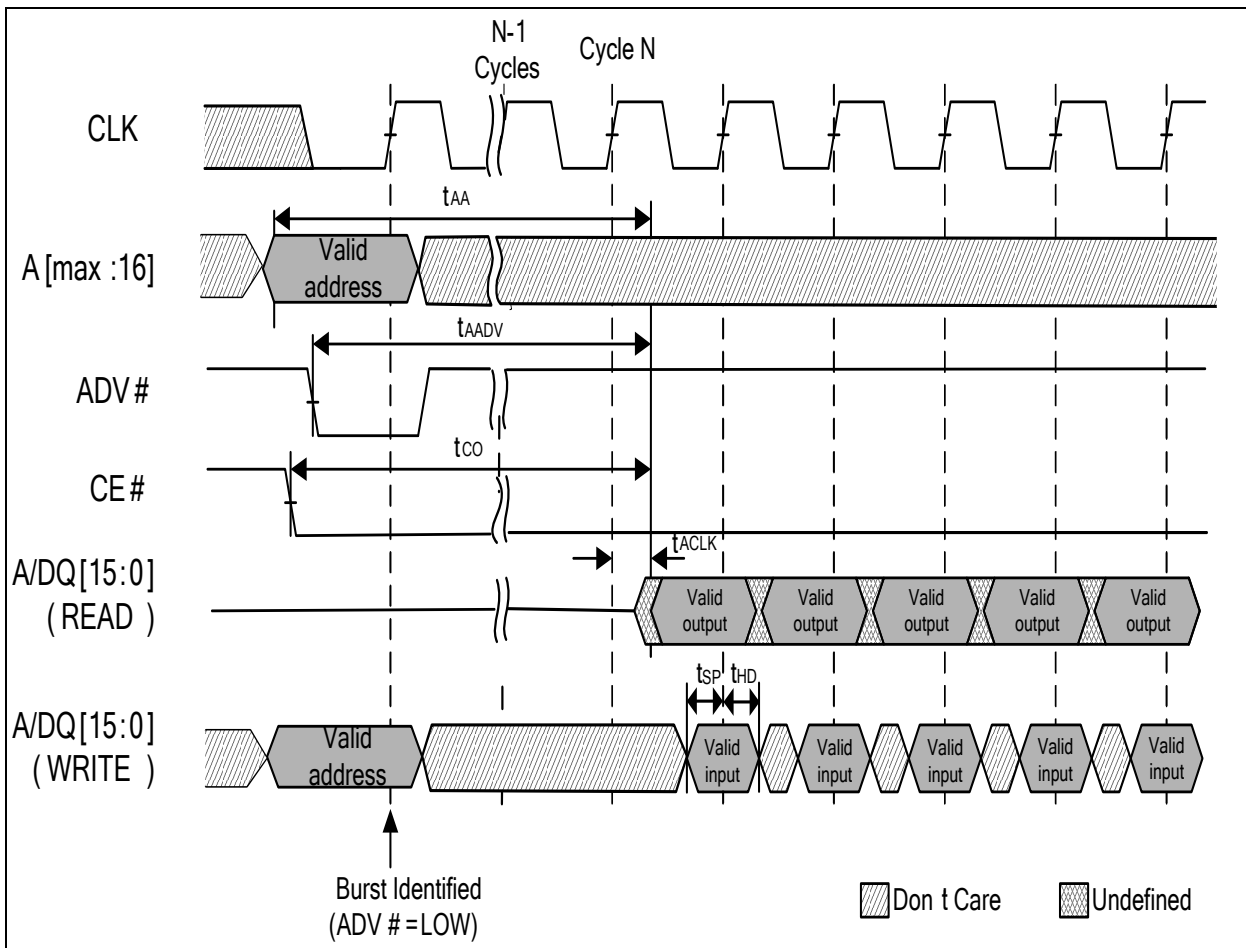 N-1
Cycles
Cycle N
CLK
tAA
A[max :16]
Valid
address
tAADV
ADV #
tCO
CE #
tACLK
A/DQ[15:0]
( READ )
Valid
output
Valid
output
Valid
output
Valid
output
Valid
output
tSP
tHD
A/DQ[15:0]
( WRITE )
Valid
address
Valid
input
Valid
input
Valid
input
Valid
input
Valid
input
Burst Identified
(ADV # =LOW)
Don t Care
Undefined